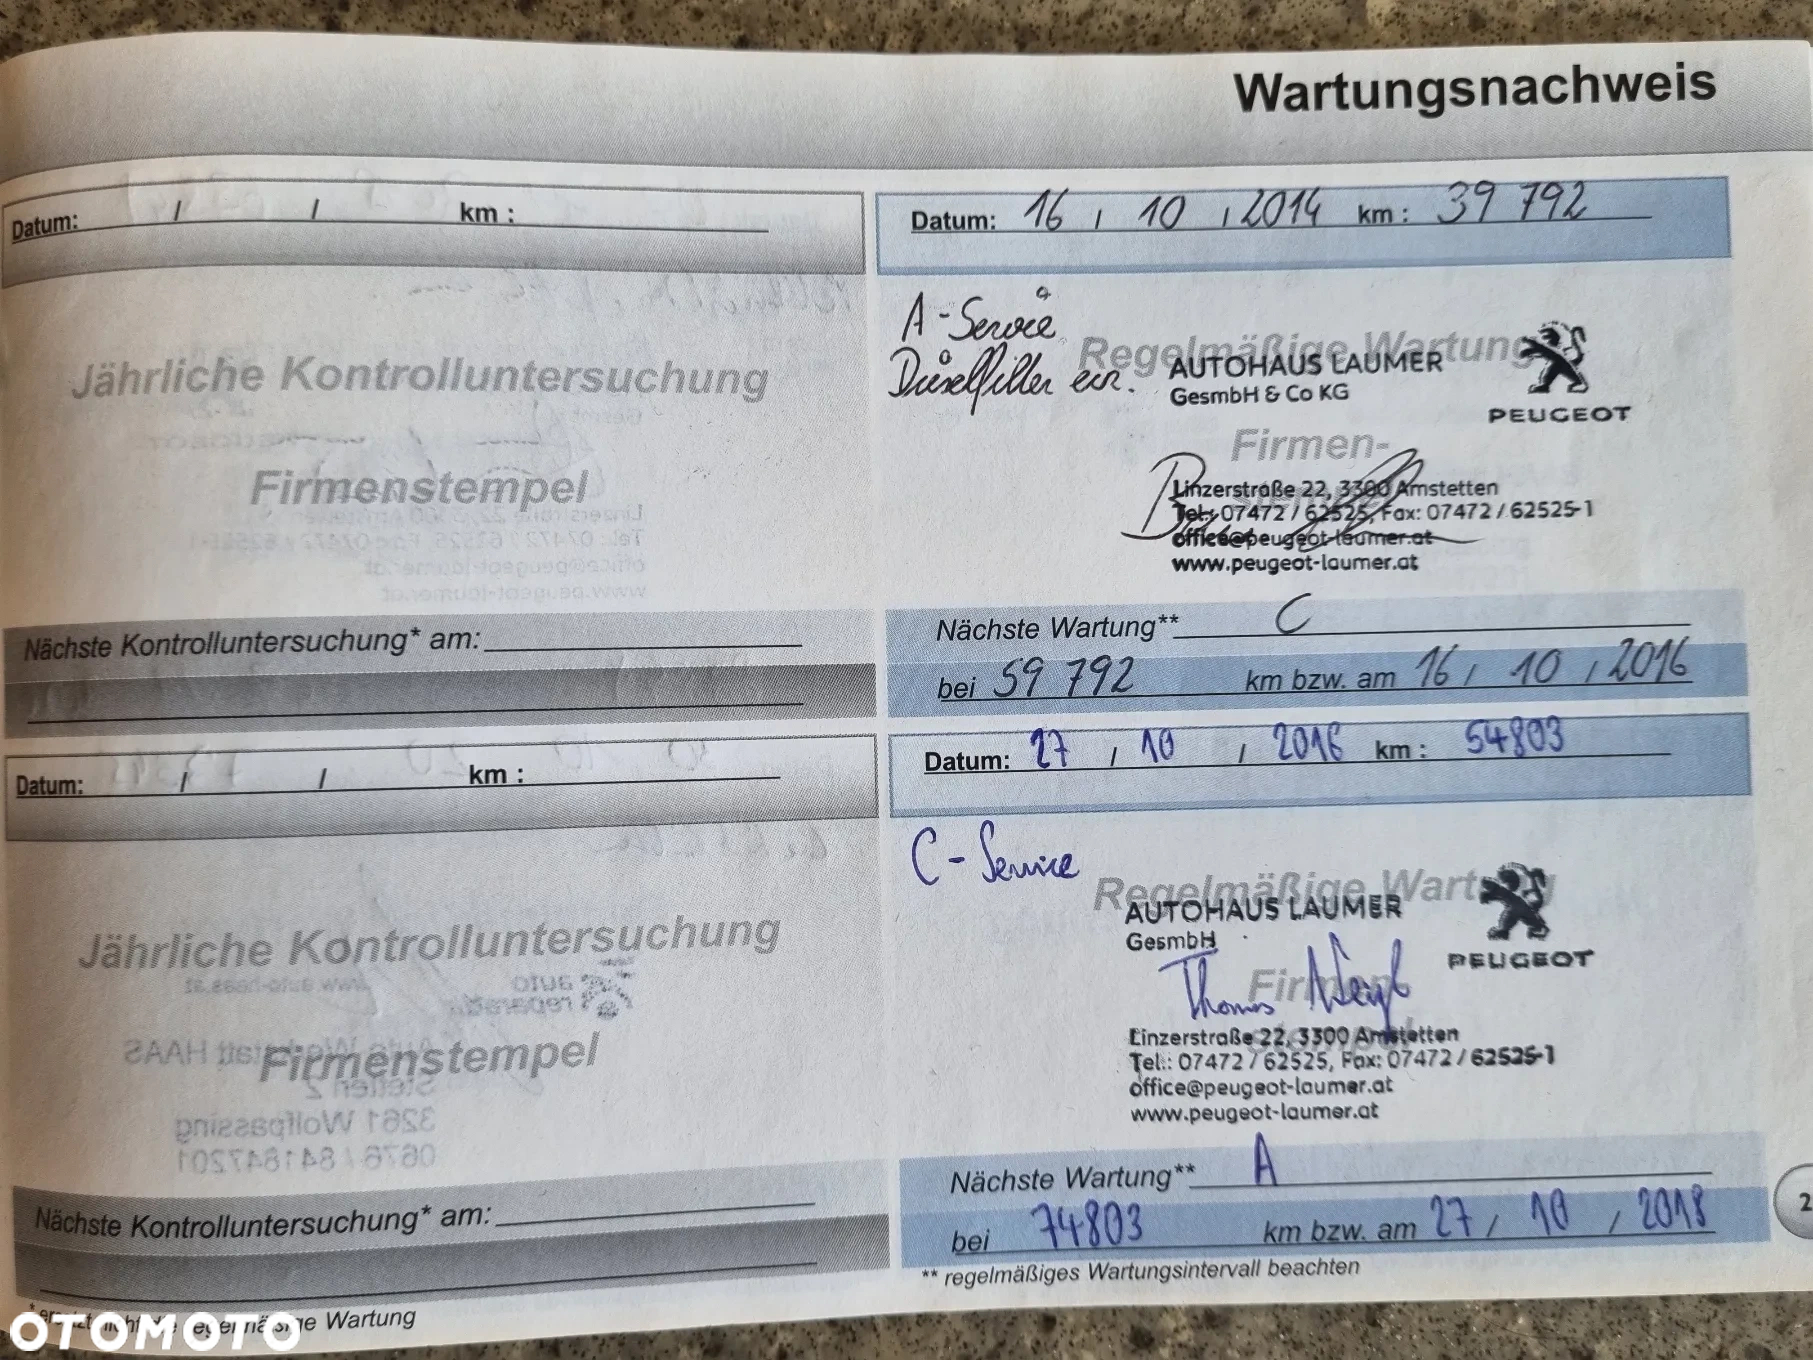 Wartungsnachweis
Datum: / / km :
Jährliche Kontrolluntersuchung
Firmenstempel
Nächste Kontrolluntersuchung* am:
Datum: 16 / 10 / 2014 km : 39 792
A - Service
Regelmäßige Wartung
AUTOHAUS LAUMER
GesmbH & Co KG
PEUGEOT
Firmen-
Linzerstraße 22, 3300 Amstetten
Tel.: 07472 / 62525, Fax: 07472 / 62525-1
office@peugeot-laumer.at
www.peugeot-laumer.at
Nächste Wartung** C
bei 59 792 km bzw. am 16 / 10 / 2016
Datum: / / km :
Jährliche Kontrolluntersuchung
Firmenstempel
Nächste Kontrolluntersuchung* am:
Datum: 27 / 10 / 2016 km : 54803
C - Service
Regelmäßige Wartung
AUTOHAUS LAUMER
GesmbH
PEUGEOT
Thomas
Linzerstraße 22, 3300 Amstetten
Tel.: 07472 / 62525, Fax: 07472 / 62525-1
office@peugeot-laumer.at
www.peugeot-laumer.at
Nächste Wartung** A
bei 74803 km bzw. am 27 / 10 / 2018
** regelmäßiges Wartungsintervall beachten
regelmäßige Wartung
OTOMOTO
2